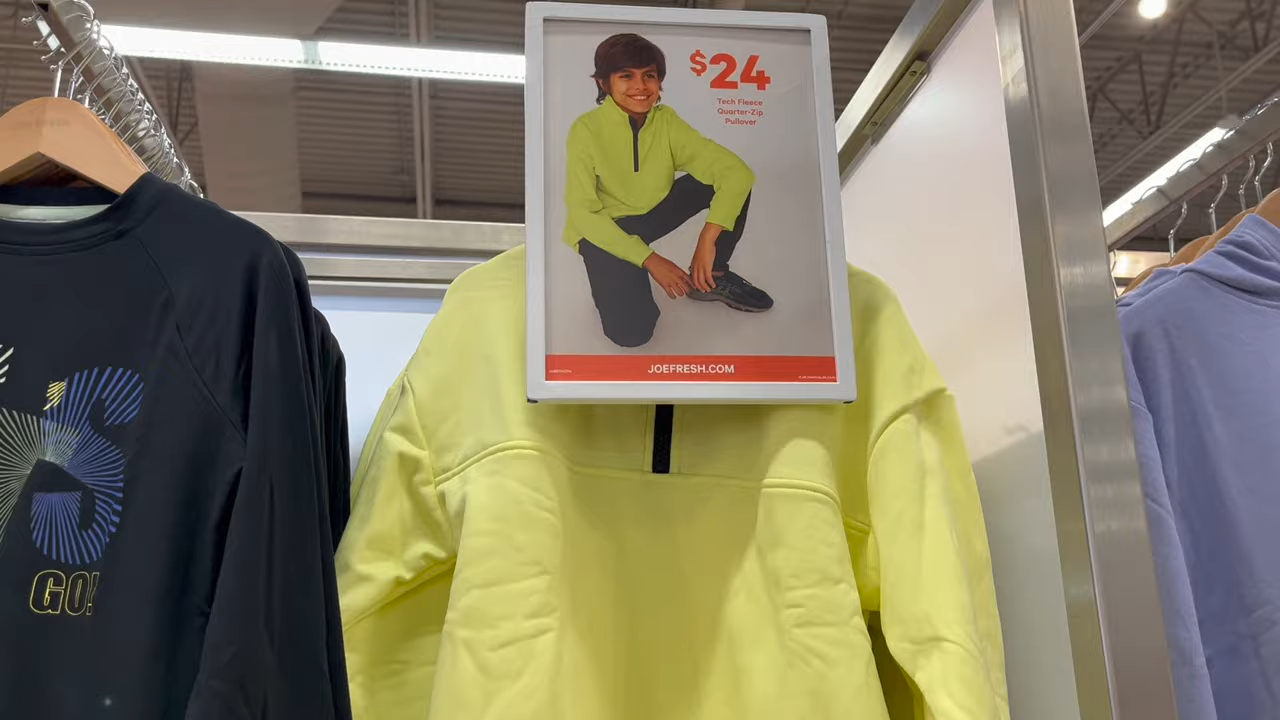 $24
Tech Fleece
Quarter-Zip
Pullover
JOEFRESH.COM
GO!